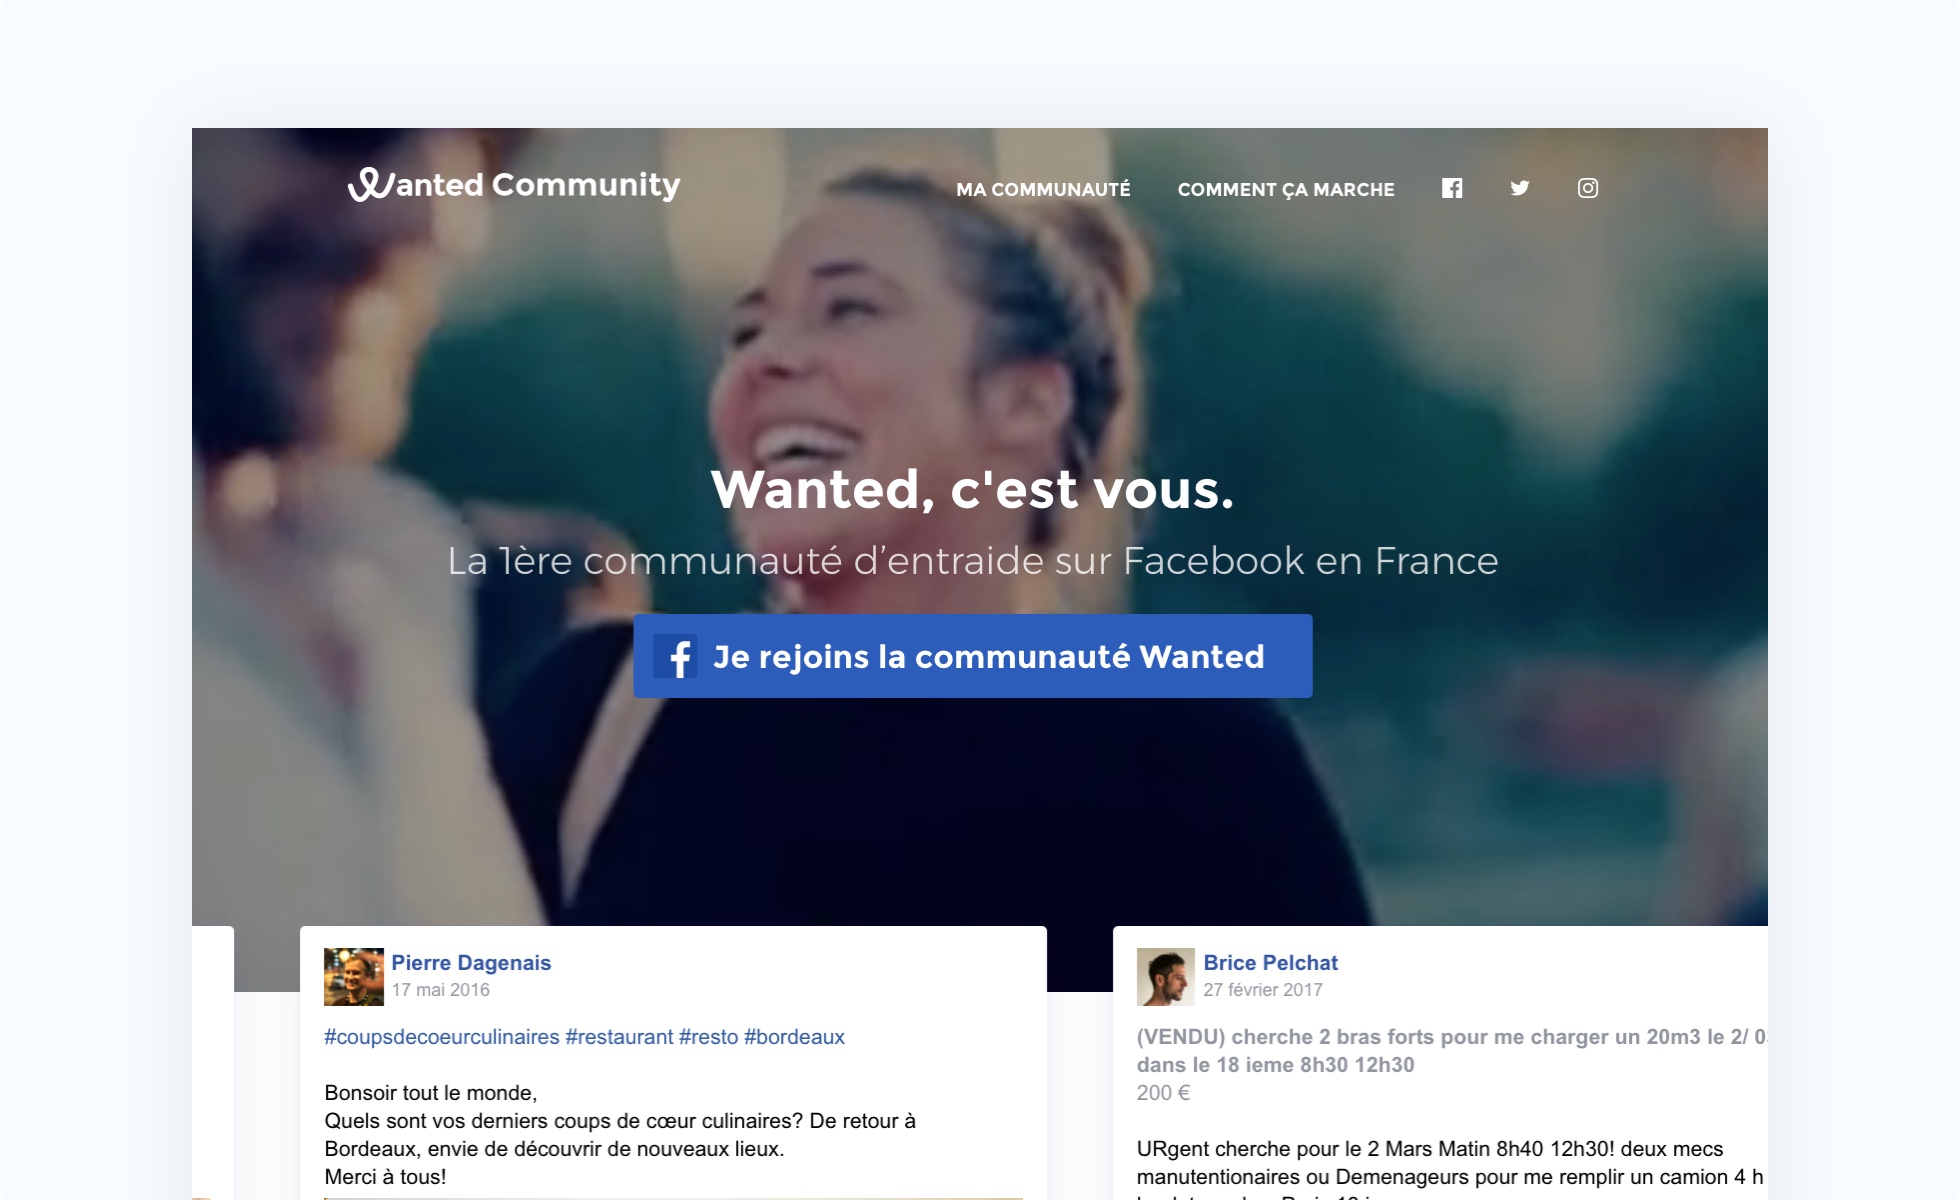 Wanted Community
MA COMMUNAUTÉ
COMMENT ÇA MARCHE
Wanted, c'est vous.
La 1ère communauté d’entraide sur Facebook en France
Je rejoins la communauté Wanted
Pierre Dagenais
17 mai 2016
#coupsdecoeurculinaires #restaurant #resto #bordeaux
Bonsoir tout le monde,
Quels sont vos derniers coups de cœur culinaires? De retour à
Bordeaux, envie de découvrir de nouveaux lieux.
Merci à tous!
Brice Pelchat
27 février 2017
(VENDU) cherche 2 bras forts pour me charger un 20m3 le 2/
dans le 18 ieme 8h30 12h30
200 €
URgent cherche pour le 2 Mars Matin 8h40 12h30! deux mecs
manutentionaires ou Demenageurs pour me remplir un camion 4 h